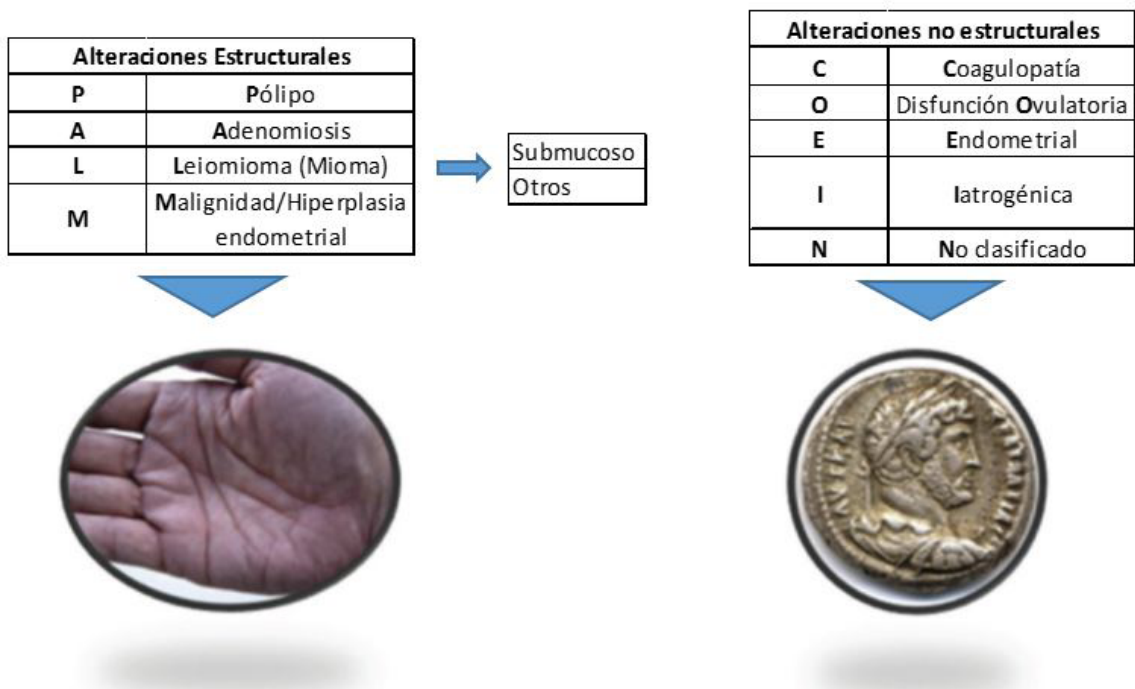 Alteraciones Estructurales
P Pólipo
A Adenomiosis
L Leiomioma (Mioma)
M Malignidad/Hiperplasia
endometrial
Submucoso
Otros
Alteraciones no estructurales
C Coagulopatía
O Disfunción Ovulatoria
E Endometrial
I Iatrogénica
N No clasificado